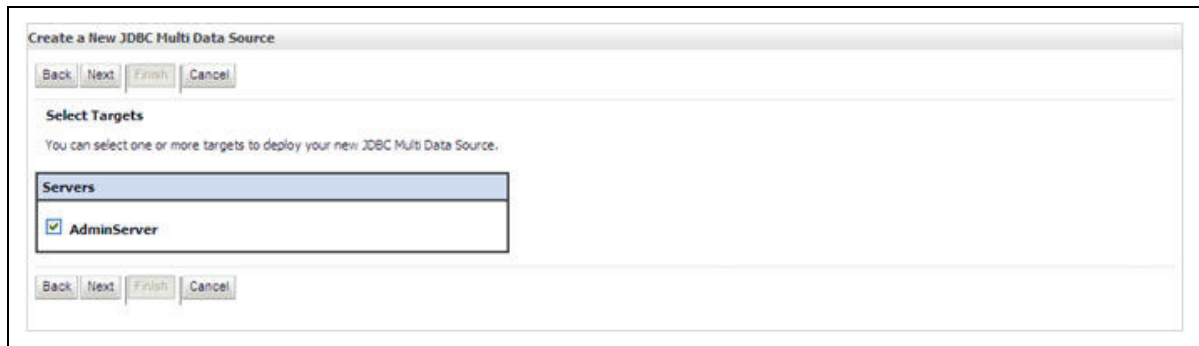 Create a New JDBC Multi Data Source
Back Next Finish Cancel
Select Targets
You can select one or more targets to deploy your new JDBC Multi Data Source.
Servers
AdminServer
Back Next Finish Cancel